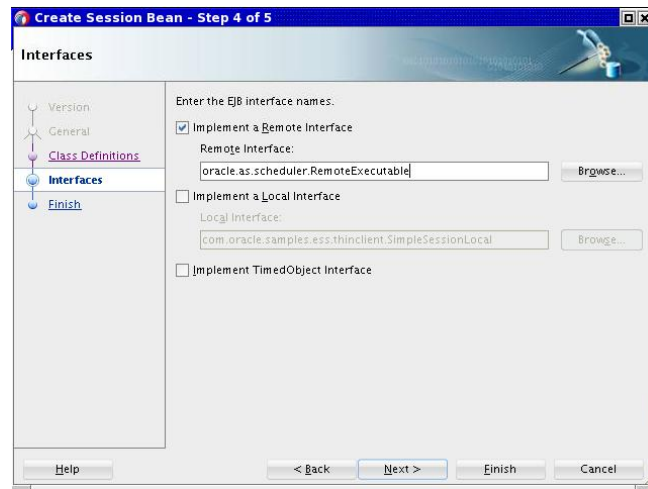 Create Session Bean - Step 4 of 5
Interfaces
Version
General
Class Definitions
Interfaces
Finish
Enter the EJB interface names.
Implement a Remote Interface
Remote Interface:
oracle.as.scheduler.RemoteExecutable
Browse...
Implement a Local Interface
Local Interface:
com.oracle.samples.ess.thinclient.SimpleSessionLocal
Browse...
Implement TimedObject Interface
Help
< Back
Next >
Finish
Cancel